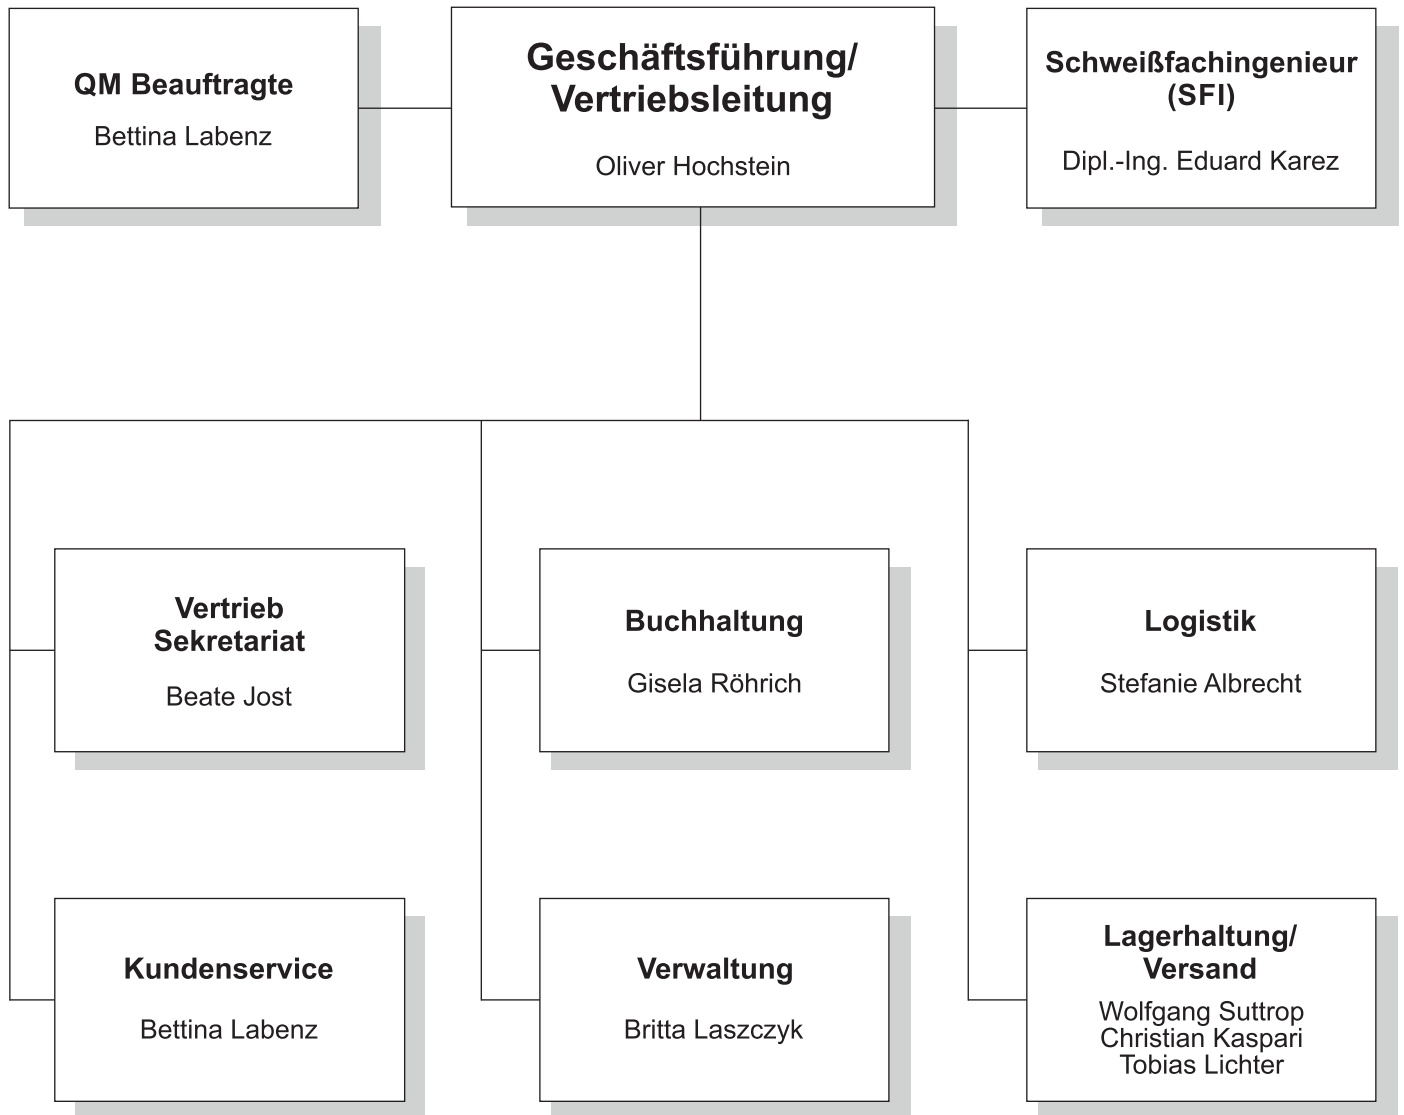 QM Beauftragte
Bettina Labenz
Geschäftsführung/
Vertriebsleitung
Oliver Hochstein
Schweißfachingenieur
(SFI)
Dipl.-Ing. Eduard Karez
Vertrieb
Sekretariat
Beate Jost
Buchhaltung
Gisela Röhrich
Logistik
Stefanie Albrecht
Kundenservice
Bettina Labenz
Verwaltung
Britta Laszczyk
Lagerhaltung/
Versand
Wolfgang Suttrop
Christian Kaspari
Tobias Lichter